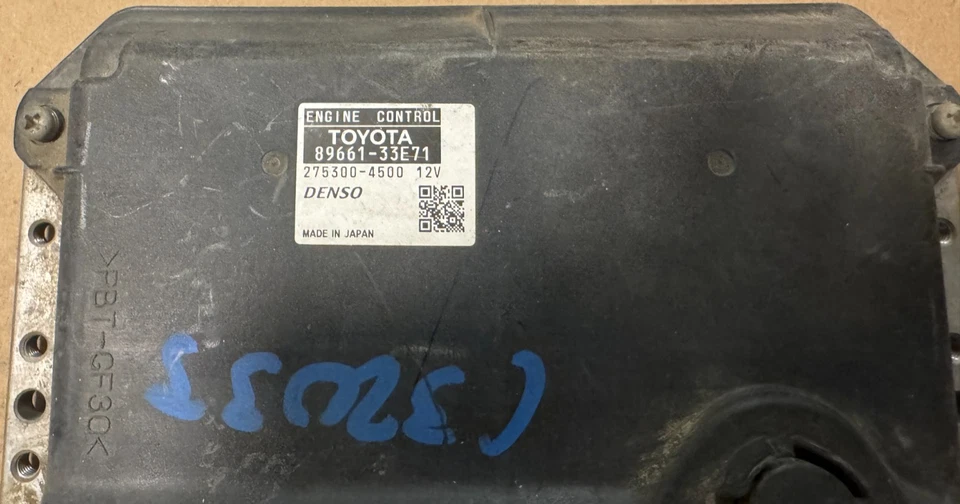 ENGINE CONTROL
TOYOTA
89661-33E71
275300-4500 12V
DENSO
MADE IN JAPAN
>PBT-GF30<